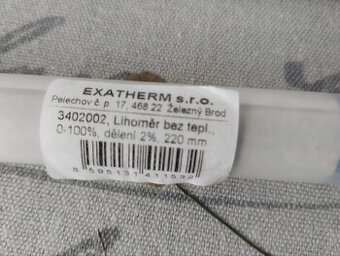 EXATHERM s.r.o.
Pelechov č. p. 17, 468 22 Železný Brod
3402002, Lihoměr bez tepl.,
0-100%, dělení 2%, 220 mm
8 595131 411532